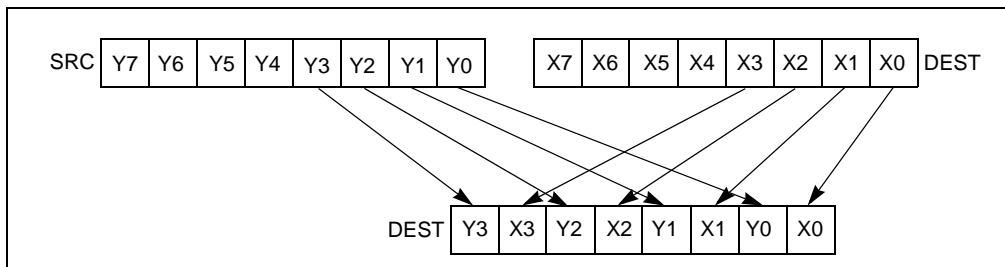 SRC Y7 Y6 Y5 Y4 Y3 Y2 Y1 Y0 X7 X6 X5 X4 X3 X2 X1 X0 DEST
DEST Y3 X3 Y2 X2 Y1 X1 Y0 X0